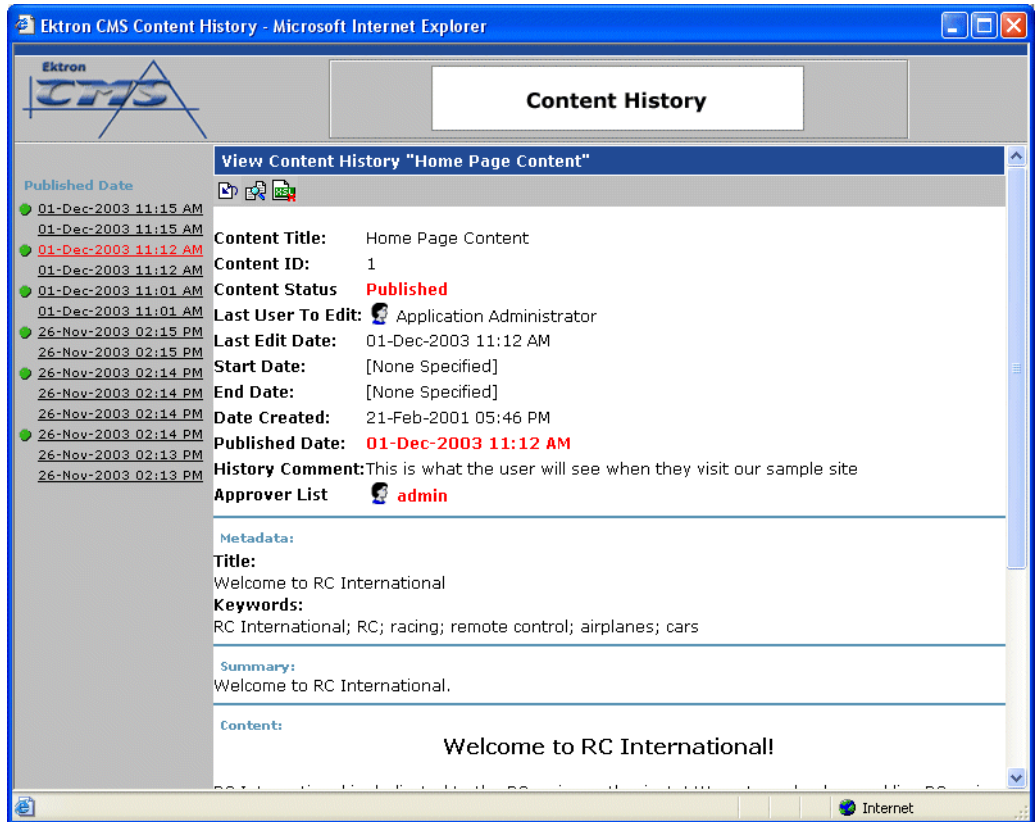 Ektron CMS Content History - Microsoft Internet Explorer
Ektron
CMS
Content History
Published Date
01-Dec-2003 11:15 AM
01-Dec-2003 11:15 AM
01-Dec-2003 11:12 AM
01-Dec-2003 11:12 AM
01-Dec-2003 11:01 AM
01-Dec-2003 11:01 AM
26-Nov-2003 02:15 PM
26-Nov-2003 02:15 PM
26-Nov-2003 02:14 PM
26-Nov-2003 02:14 PM
26-Nov-2003 02:14 PM
26-Nov-2003 02:14 PM
26-Nov-2003 02:13 PM
26-Nov-2003 02:13 PM
View Content History "Home Page Content"
XSL
Content Title: Home Page Content
Content ID: 1
Content Status Published
Last User To Edit: Application Administrator
Last Edit Date: 01-Dec-2003 11:12 AM
Start Date: [None Specified]
End Date: [None Specified]
Date Created: 21-Feb-2001 05:46 PM
Published Date: 01-Dec-2003 11:12 AM
History Comment:This is what the user will see when they visit our sample site
Approver List admin
Metadata:
Title:
Welcome to RC International
Keywords:
RC International; RC; racing; remote control; airplanes; cars
Summary:
Welcome to RC International.
Content:
Welcome to RC International!
Internet